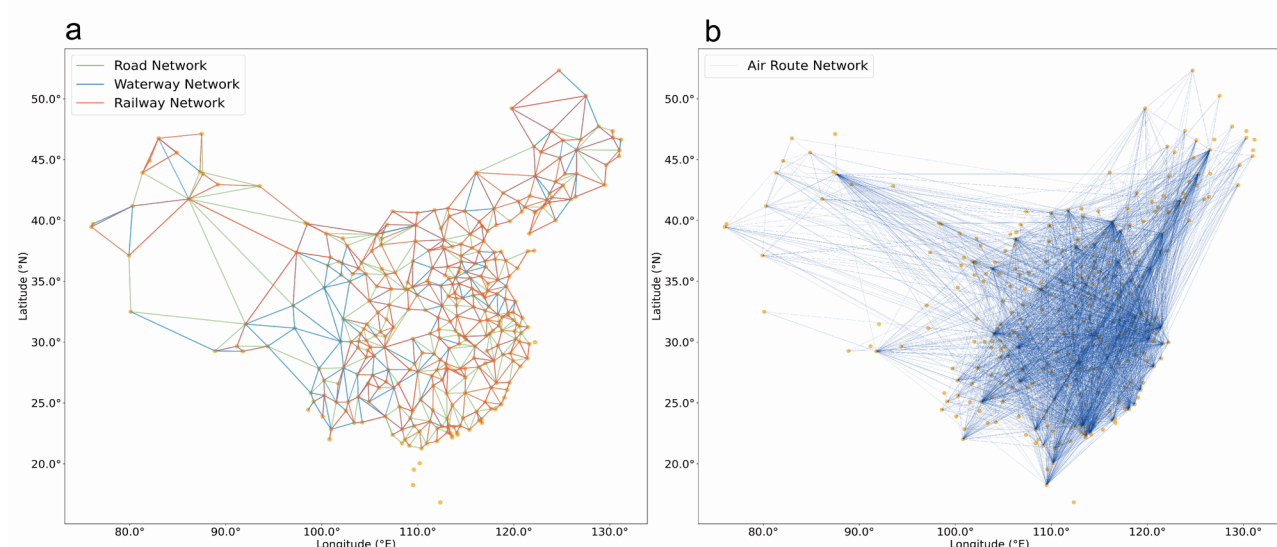 a
Road Network
Waterway Network
Railway Network
50.0°
45.0°
40.0°
35.0°
30.0°
25.0°
20.0°
Latitude (°N)
80.0°
90.0°
100.0°
110.0°
120.0°
130.0°
Longitude (°E)
b
Air Route Network
50.0°
45.0°
40.0°
35.0°
30.0°
25.0°
20.0°
Latitude (°N)
80.0°
90.0°
100.0°
110.0°
120.0°
130.0°
Longitude (°E)